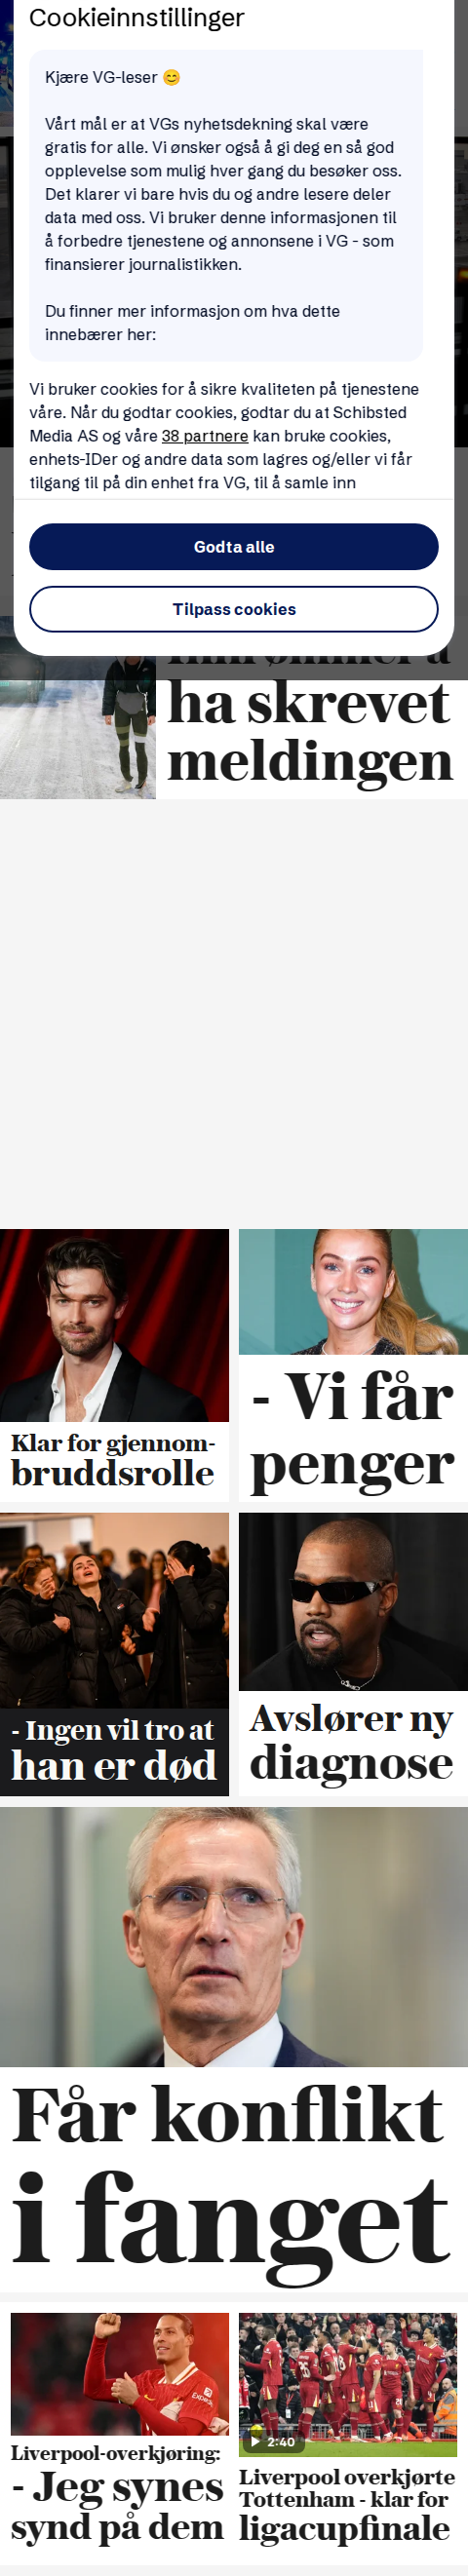 Cookieinnstillinger
Kjære VG-leser 😊
Vårt mål er at VGs nyhetsdekning skal være
gratis for alle. Vi ønsker også å gi deg en så god
opplevelse som mulig hver gang du besøker oss.
Det klarer vi bare hvis du og andre lesere deler
data med oss. Vi bruker denne informasjonen til
å forbedre tjenestene og annonsene i VG - som
finansierer journalistikken.
Du finner mer informasjon om hva dette
innebærer her:
Vi bruker cookies for å sikre kvaliteten på tjenestene
våre. Når du godtar cookies, godtar du at Schibsted
Media AS og våre 38 partnere kan bruke cookies,
enhets-IDer og andre data som lagres og/eller vi får
tilgang til på din enhet fra VG, til å samle inn
Godta alle
Tilpass cookies
ha skrevet
meldingen
Klar for gjennom-
bruddsrolle
- Vi får
penger
- Ingen vil tro at
han er død
Avslører ny
diagnose
Får konflikt
i fanget
Liverpool-overkjøring:
- Jeg synes
synd på dem
2:40
Liverpool overkjørte
Tottenham - klar for
ligacupfinale